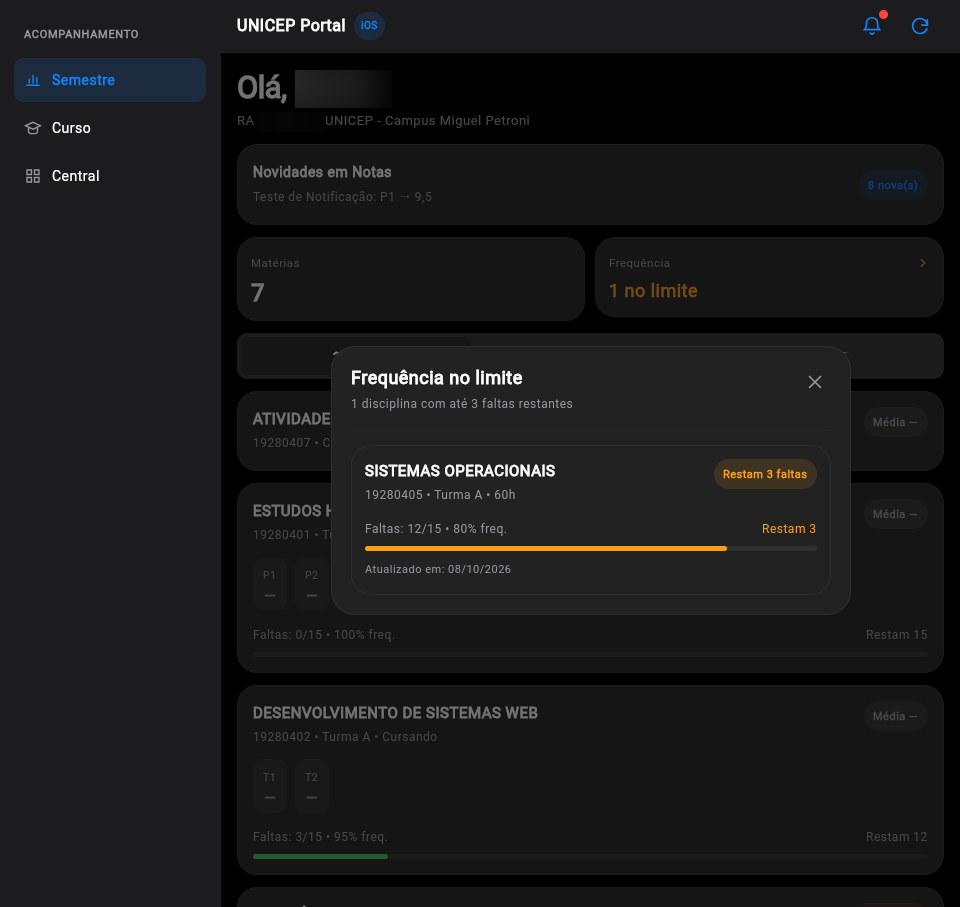 ACOMPANHAMENTO
Semestre
Curso
Central
UNICEP Portal iOS
Olá,
RA UNICEP - Campus Miguel Petroni
Novidades em Notas
Teste de Notificação: P1 → 9,5
8 nova(s)
Matérias
7
Frequência
1 no limite
Frequência no limite
1 disciplina com até 3 faltas restantes
SISTEMAS OPERACIONAIS
Restam 3 faltas
19280405 • Turma A • 60h
Faltas: 12/15 • 80% freq.
Restam 3
Atualizado em: 08/10/2026
ATIVIDADE
Média –
19280407 •
ESTUDOS
Média –
19280401 •
P1
–
P2
–
Faltas: 0/15 • 100% freq.
Restam 15
DESENVOLVIMENTO DE SISTEMAS WEB
Média –
19280402 • Turma A • Cursando
T1
–
T2
–
Faltas: 3/15 • 95% freq.
Restam 12